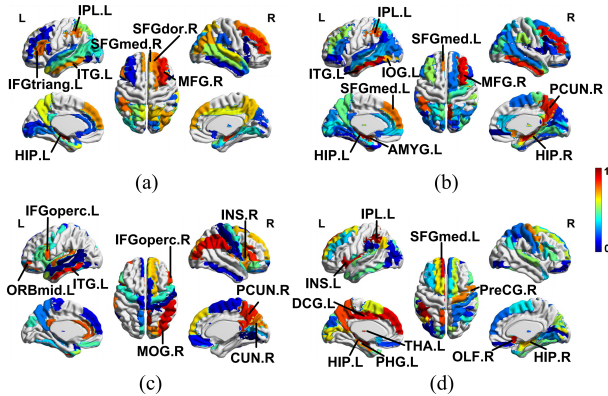 L
IPL.L
SFGdor.R
R
SFGmed.R
IFGtriang.L
ITG.L
MFG.R
HIP.L
(a)
L
IPL.L
SFGmed.L
R
ITG.L
IOG.L
MFG.R
SFGmed.L
PCUN.R
HIP.L
AMYG.L
HIP.R
(b)
1
0
L
IFGoperc.L
INS.R
R
IFGoperc.R
ORBmid.L
ITG.L
PCUN.R
MOG.R
CUN.R
(c)
L
IPL.L
SFGmed.L
R
INS.L
DCG.L
PreCG.R
THA.L
HIP.L
PHG.L
OLF.R
HIP.R
(d)